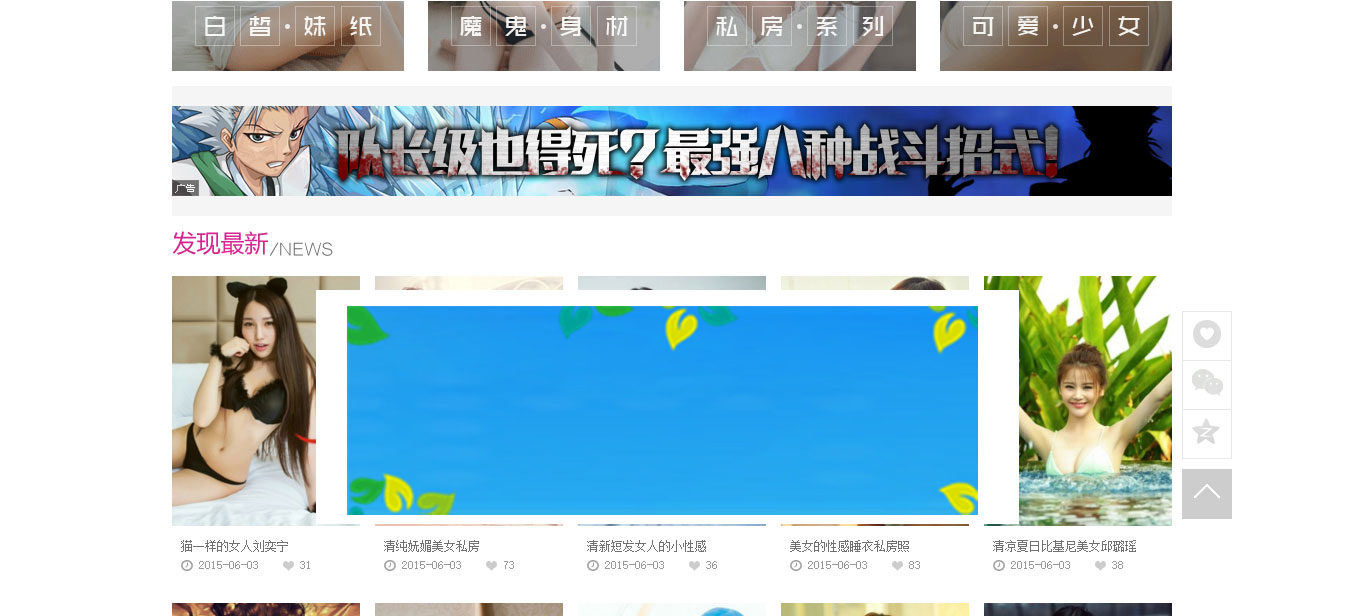 白皙·妹纸
魔鬼·身材
私房·系列
可爱·少女
队长级也得死?最强八种战斗招式!
广告
发现最新/NEWS
猫一样的女人刘奕宁
2015-06-03 31
清纯妩媚美女私房
2015-06-03 73
清新短发女人的小性感
2015-06-03 36
美女的性感睡衣私房照
2015-06-03 83
清凉夏日比基尼美女邱璐瑶
2015-06-03 38